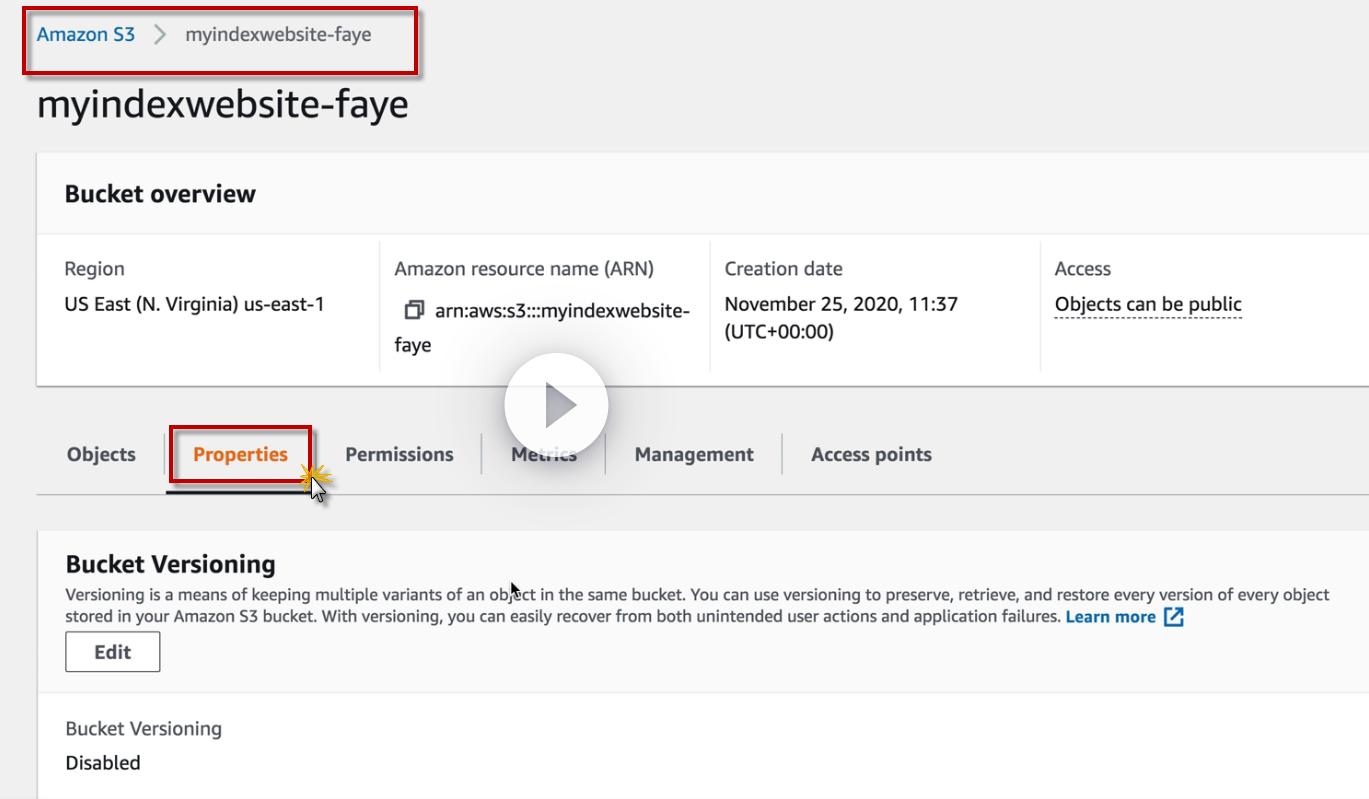 Amazon S3 > myindexwebsite-faye
myindexwebsite-faye
Bucket overview
Region
US East (N. Virginia) us-east-1
Amazon resource name (ARN)
arn:aws:s3:::myindexwebsite-
faye
Creation date
November 25, 2020, 11:37
(UTC+00:00)
Access
Objects can be public
Objects
Properties
Permissions
Metrics
Management
Access points
Bucket Versioning
Versioning is a means of keeping multiple variants of an object in the same bucket. You can use versioning to preserve, retrieve, and restore every version of every object
stored in your Amazon S3 bucket. With versioning, you can easily recover from both unintended user actions and application failures. Learn more
Edit
Bucket Versioning
Disabled